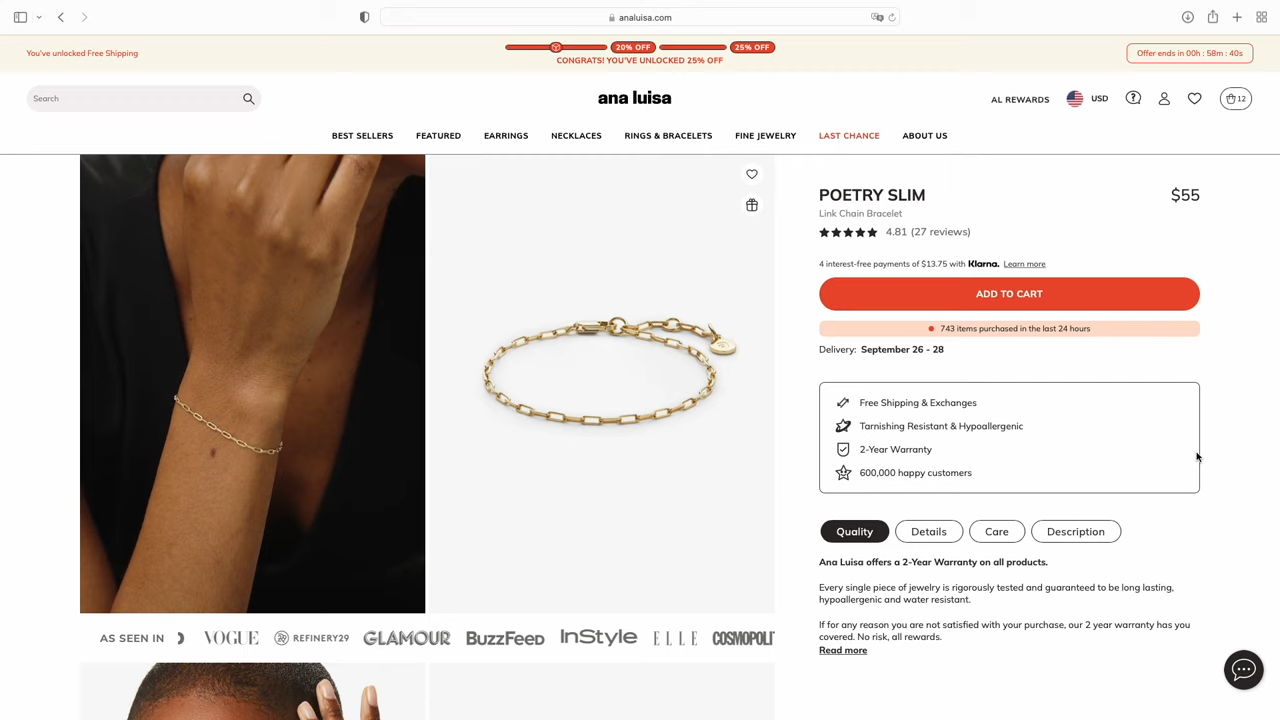 analuisa.com
You've unlocked Free Shipping
20% OFF
25% OFF
CONGRATS! YOU'VE UNLOCKED 25% OFF
Offer ends in 00h : 58m : 40s
Search
ana luisa
AL REWARDS
USD
12
BEST SELLERS
FEATURED
EARRINGS
NECKLACES
RINGS & BRACELETS
FINE JEWELRY
LAST CHANCE
ABOUT US
POETRY SLIM
$55
Link Chain Bracelet
4.81 (27 reviews)
4 interest-free payments of $13.75 with Klarna. Learn more
ADD TO CART
743 items purchased in the last 24 hours
Delivery: September 26 - 28
Free Shipping & Exchanges
Tarnishing Resistant & Hypoallergenic
2-Year Warranty
600,000 happy customers
Quality
Details
Care
Description
Ana Luisa offers a 2-Year Warranty on all products.
Every single piece of jewelry is rigorously tested and guaranteed to be long lasting,
hypoallergenic and water resistant.
If for any reason you are not satisfied with your purchase, our 2 year warranty has you
covered. No risk, all rewards.
Read more
AS SEEN IN
VOGUE
REFINERY29
GLAMOUR
BuzzFeed
InStyle
ELLE
COSMOPOLIT